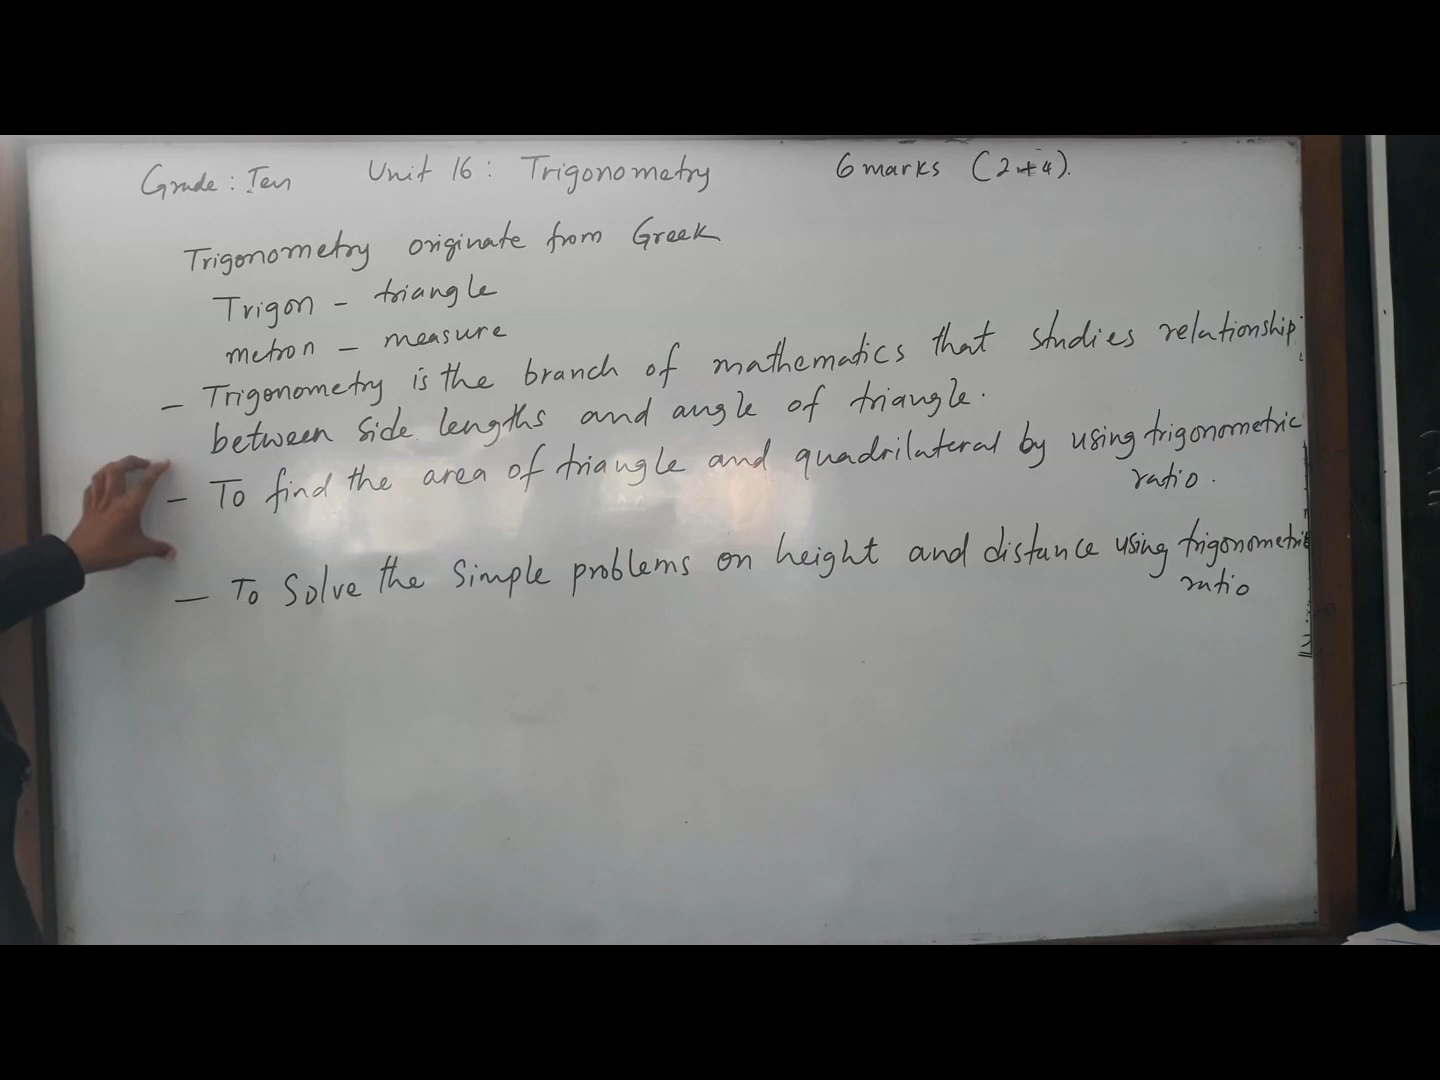 Grade : Ten Unit 16 : Trigonometry 6 marks (2+4).
Trigonometry originate from Greek
Trigon - triangle
metron - measure
- Trigonometry is the branch of mathematics that studies relationship
between side lengths and angle of triangle.
- To find the area of triangle and quadrilateral by using trigonometric
ratio.
- To Solve the Simple problems on height and distance using trigonometric
ratio